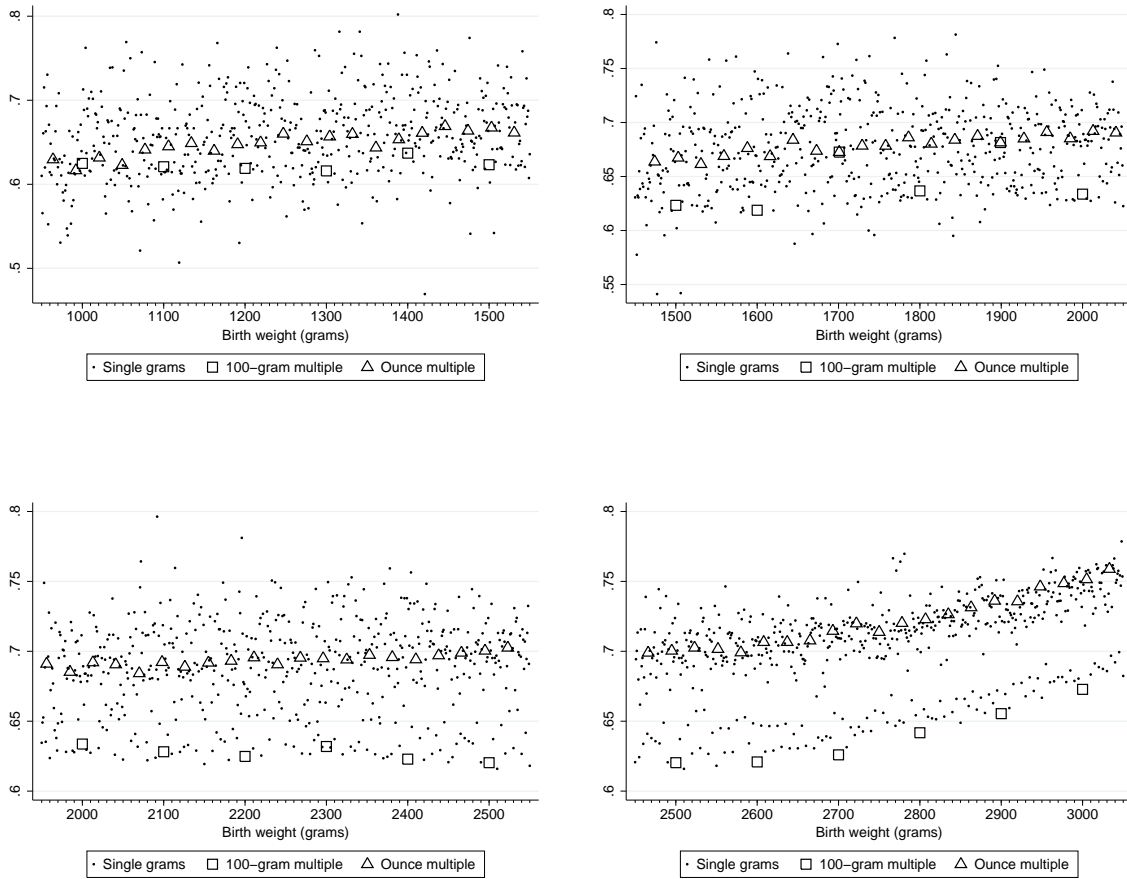 .8
.7
.6
.5
1000 1100 1200 1300 1400 1500
Birth weight (grams)
Single grams 100−gram multiple Ounce multiple
.8
.75
.7
.65
.6
.55
1500 1600 1700 1800 1900 2000
Birth weight (grams)
Single grams 100−gram multiple Ounce multiple
.8
.75
.7
.65
.6
2000 2100 2200 2300 2400 2500
Birth weight (grams)
Single grams 100−gram multiple Ounce multiple
.8
.75
.7
.65
.6
2500 2600 2700 2800 2900 3000
Birth weight (grams)
Single grams 100−gram multiple Ounce multiple